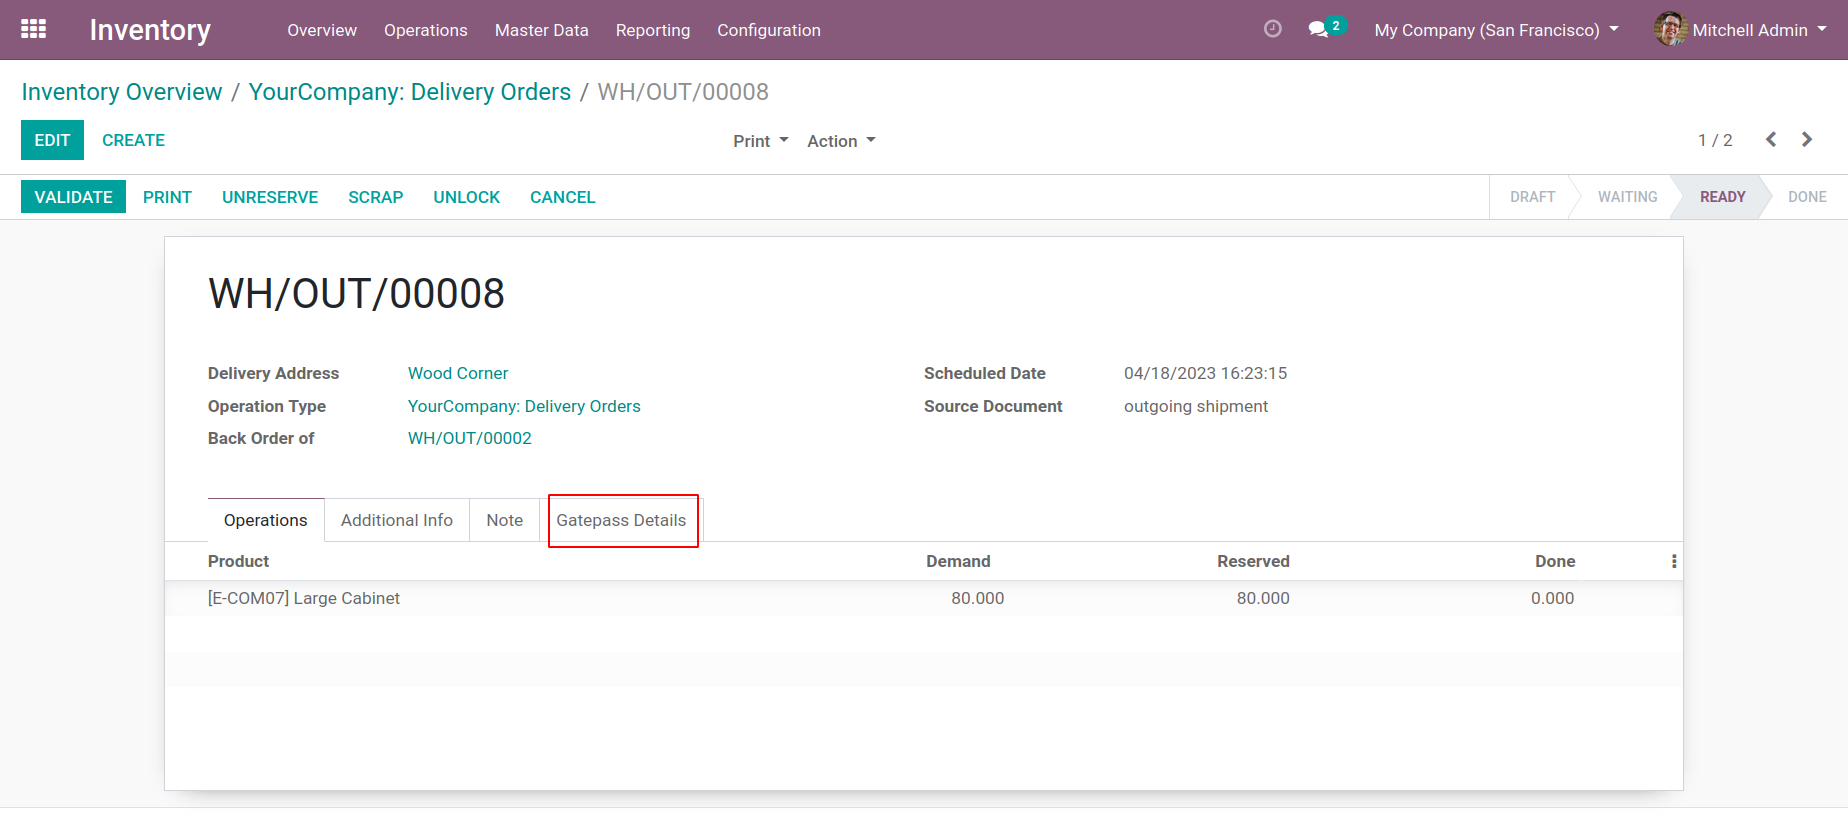 Inventory Overview Operations Master Data Reporting Configuration 2 My Company (San Francisco) Mitchell Admin
Inventory Overview / YourCompany: Delivery Orders / WH/OUT/00008
EDIT CREATE Print Action 1 / 2
VALIDATE PRINT UNRESERVE SCRAP UNLOCK CANCEL DRAFT WAITING READY DONE
WH/OUT/00008
Delivery Address Wood Corner Scheduled Date 04/18/2023 16:23:15
Operation Type YourCompany: Delivery Orders Source Document outgoing shipment
Back Order of WH/OUT/00002
Operations Additional Info Note Gatepass Details
Product Demand Reserved Done
[E-COM07] Large Cabinet 80.000 80.000 0.000